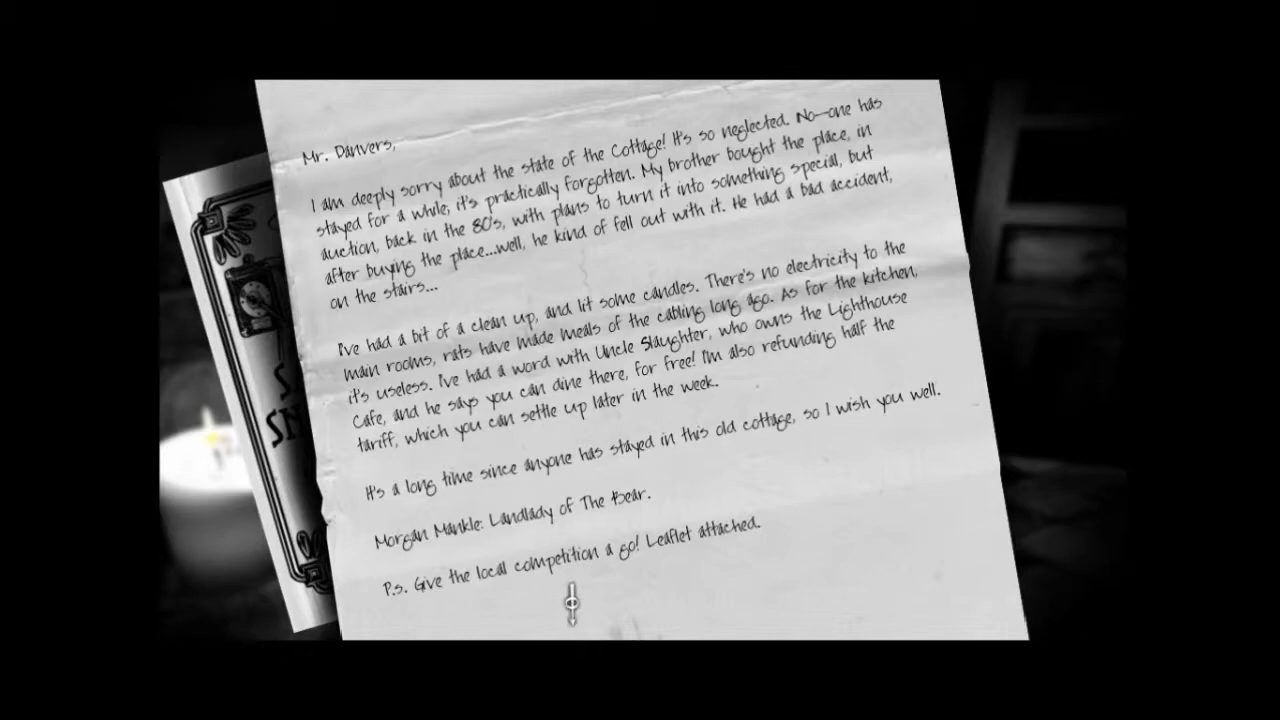 Mr. Danvers,
I am deeply sorry about the state of the Cottage! It's so neglected. No-one has
stayed for a while, it's practically forgotten. My brother bought the place, in
auction, back in the 80's, with plans to turn it into something special, but
after buying the place...well, he kind of fell out with it. He had a bad accident,
on the stairs...
I've had a bit of a clean up, and lit some candles. There's no electricity to the
main rooms, rats have made meals of the cabling long ago. As for the kitchen,
it's useless. I've had a word with Uncle Slaughter, who owns the Lighthouse
Cafe, and he says you can dine there, for free! I'm also refunding half the
tariff, which you can settle up later in the week.
It's a long time since anyone has stayed in this old cottage, so I wish you well.
Morgan Mankle: Landlady of The Bear.
P.s. Give the local competition a go! Leaflet attached.